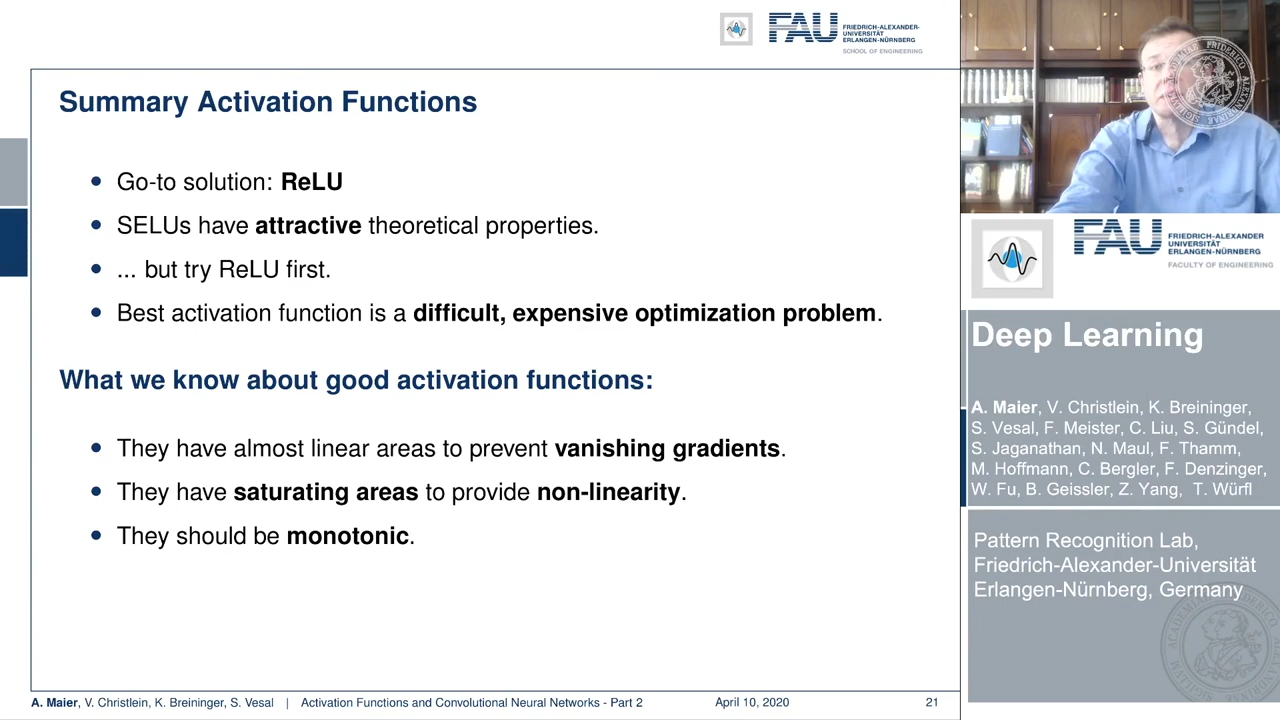 FAU
FRIEDRICH-ALEXANDER-
UNIVERSITÄT
ERLANGEN-NÜRNBERG
SCHOOL OF ENGINEERING
Summary Activation Functions
• Go-to solution: ReLU
• SELUs have attractive theoretical properties.
• ... but try ReLU first.
• Best activation function is a difficult, expensive optimization problem.
What we know about good activation functions:
• They have almost linear areas to prevent vanishing gradients.
• They have saturating areas to provide non-linearity.
• They should be monotonic.
A. Maier, V. Christlein, K. Breininger, S. Vesal | Activation Functions and Convolutional Neural Networks - Part 2 April 10, 2020 21
FAU
FRIEDRICH-ALEXANDER
UNIVERSITÄT
ERLANGEN-NÜRNBERG
FACULTY OF ENGINEERING
Deep Learning
A. Maier, V. Christlein, K. Breininger,
S. Vesal, F. Meister, C. Liu, S. Gündel,
S. Jaganathan, N. Maul, F. Thamm,
M. Hoffmann, C. Bergler, F. Denzinger,
W. Fu, B. Geissler, Z. Yang, T. Würfl
Pattern Recognition Lab,
Friedrich-Alexander-Universität
Erlangen-Nürnberg, Germany